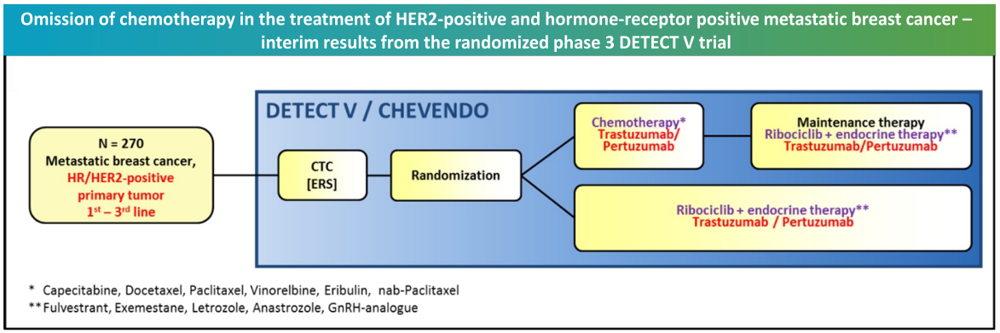 Omission of chemotherapy in the treatment of HER2-positive and hormone-receptor positive metastatic breast cancer –
interim results from the randomized phase 3 DETECT V trial
DETECT V / CHEVENDO
N = 270
Metastatic breast cancer,
HR/HER2-positive
primary tumor
1st – 3rd line
CTC
[ERS]
Randomization
Chemotherapy*
Trastuzumab/
Pertuzumab
Maintenance therapy
Ribociclib + endocrine therapy**
Trastuzumab/Pertuzumab
Ribociclib + endocrine therapy**
Trastuzumab / Pertuzumab
* Capecitabine, Docetaxel, Paclitaxel, Vinorelbine, Eribulin, nab-Paclitaxel
**Fulvestrant, Exemestane, Letrozole, Anastrozole, GnRH-analogue